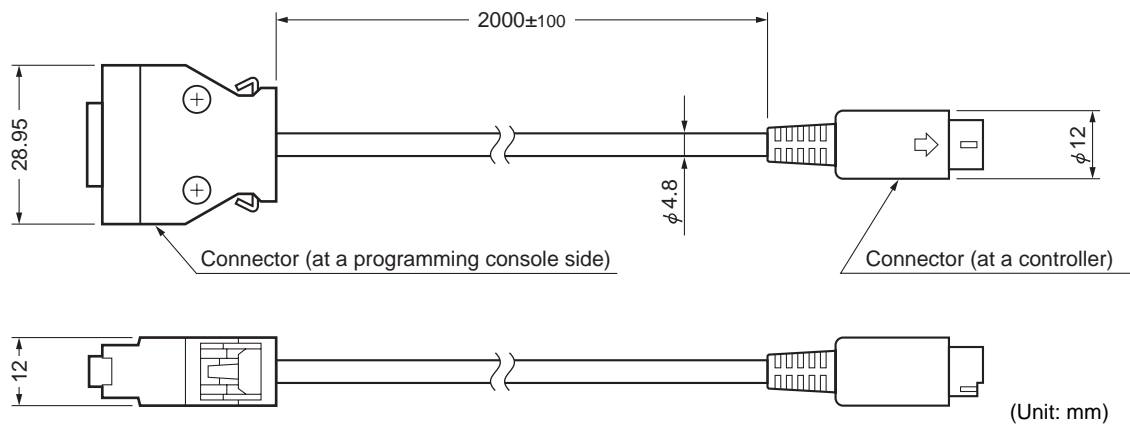 2000±100
28.95
φ4.8
φ12
Connector (at a programming console side)
Connector (at a controller)
12
(Unit: mm)